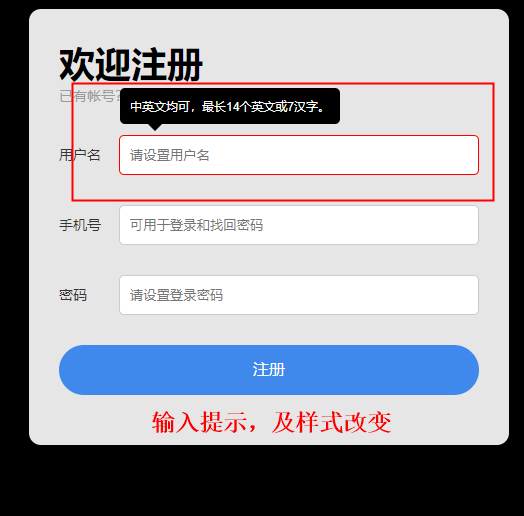 欢迎注册
已有帐号?
中英文均可，最长14个英文或7汉字。
用户名 请设置用户名
手机号 可用于登录和找回密码
密码 请设置登录密码
注册
输入提示，及样式改变